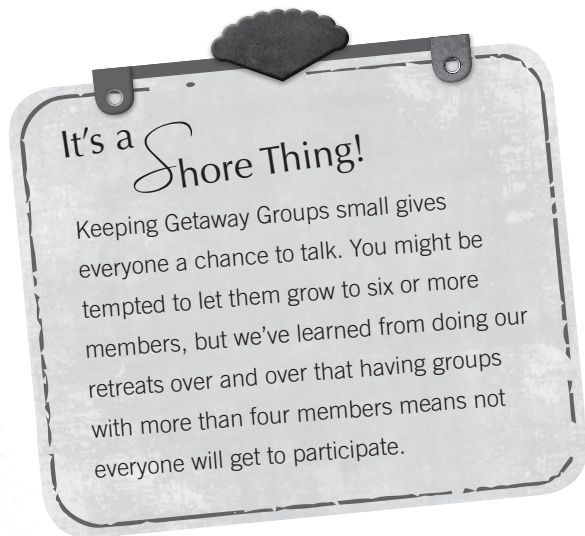 It's a Shore Thing!
Keeping Getaway Groups small gives
everyone a chance to talk. You might be
tempted to let them grow to six or more
members, but we've learned from doing our
retreats over and over that having groups
with more than four members means not
everyone will get to participate.